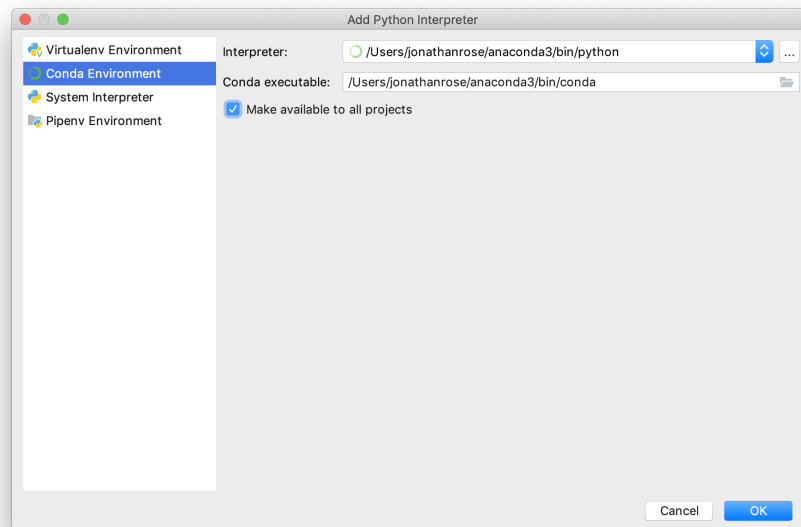 Add Python Interpreter
Virtualenv Environment
Conda Environment
System Interpreter
Pipenv Environment
Interpreter: /Users/jonathanrose/anaconda3/bin/python ...
Conda executable: /Users/jonathanrose/anaconda3/bin/conda
Make available to all projects
Cancel OK